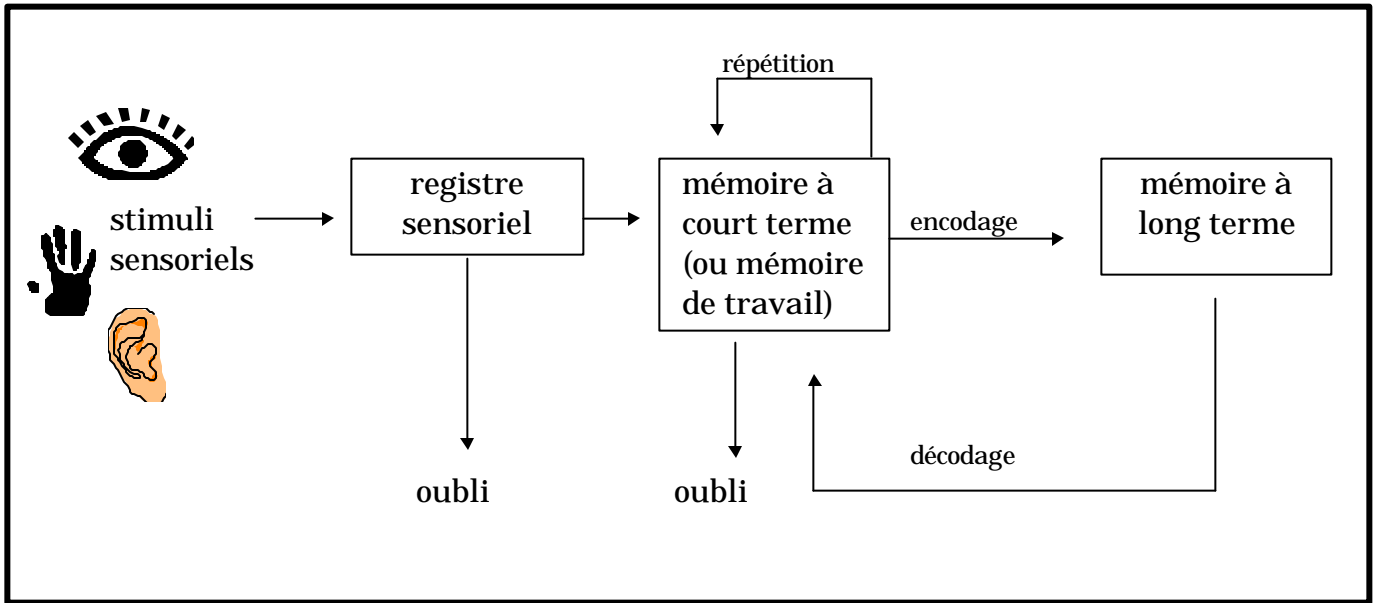 répétition
stimuli
sensoriels
registre
sensoriel
mémoire à
court terme
(ou mémoire
de travail)
encodage
mémoire à
long terme
décodage
oubli
oubli